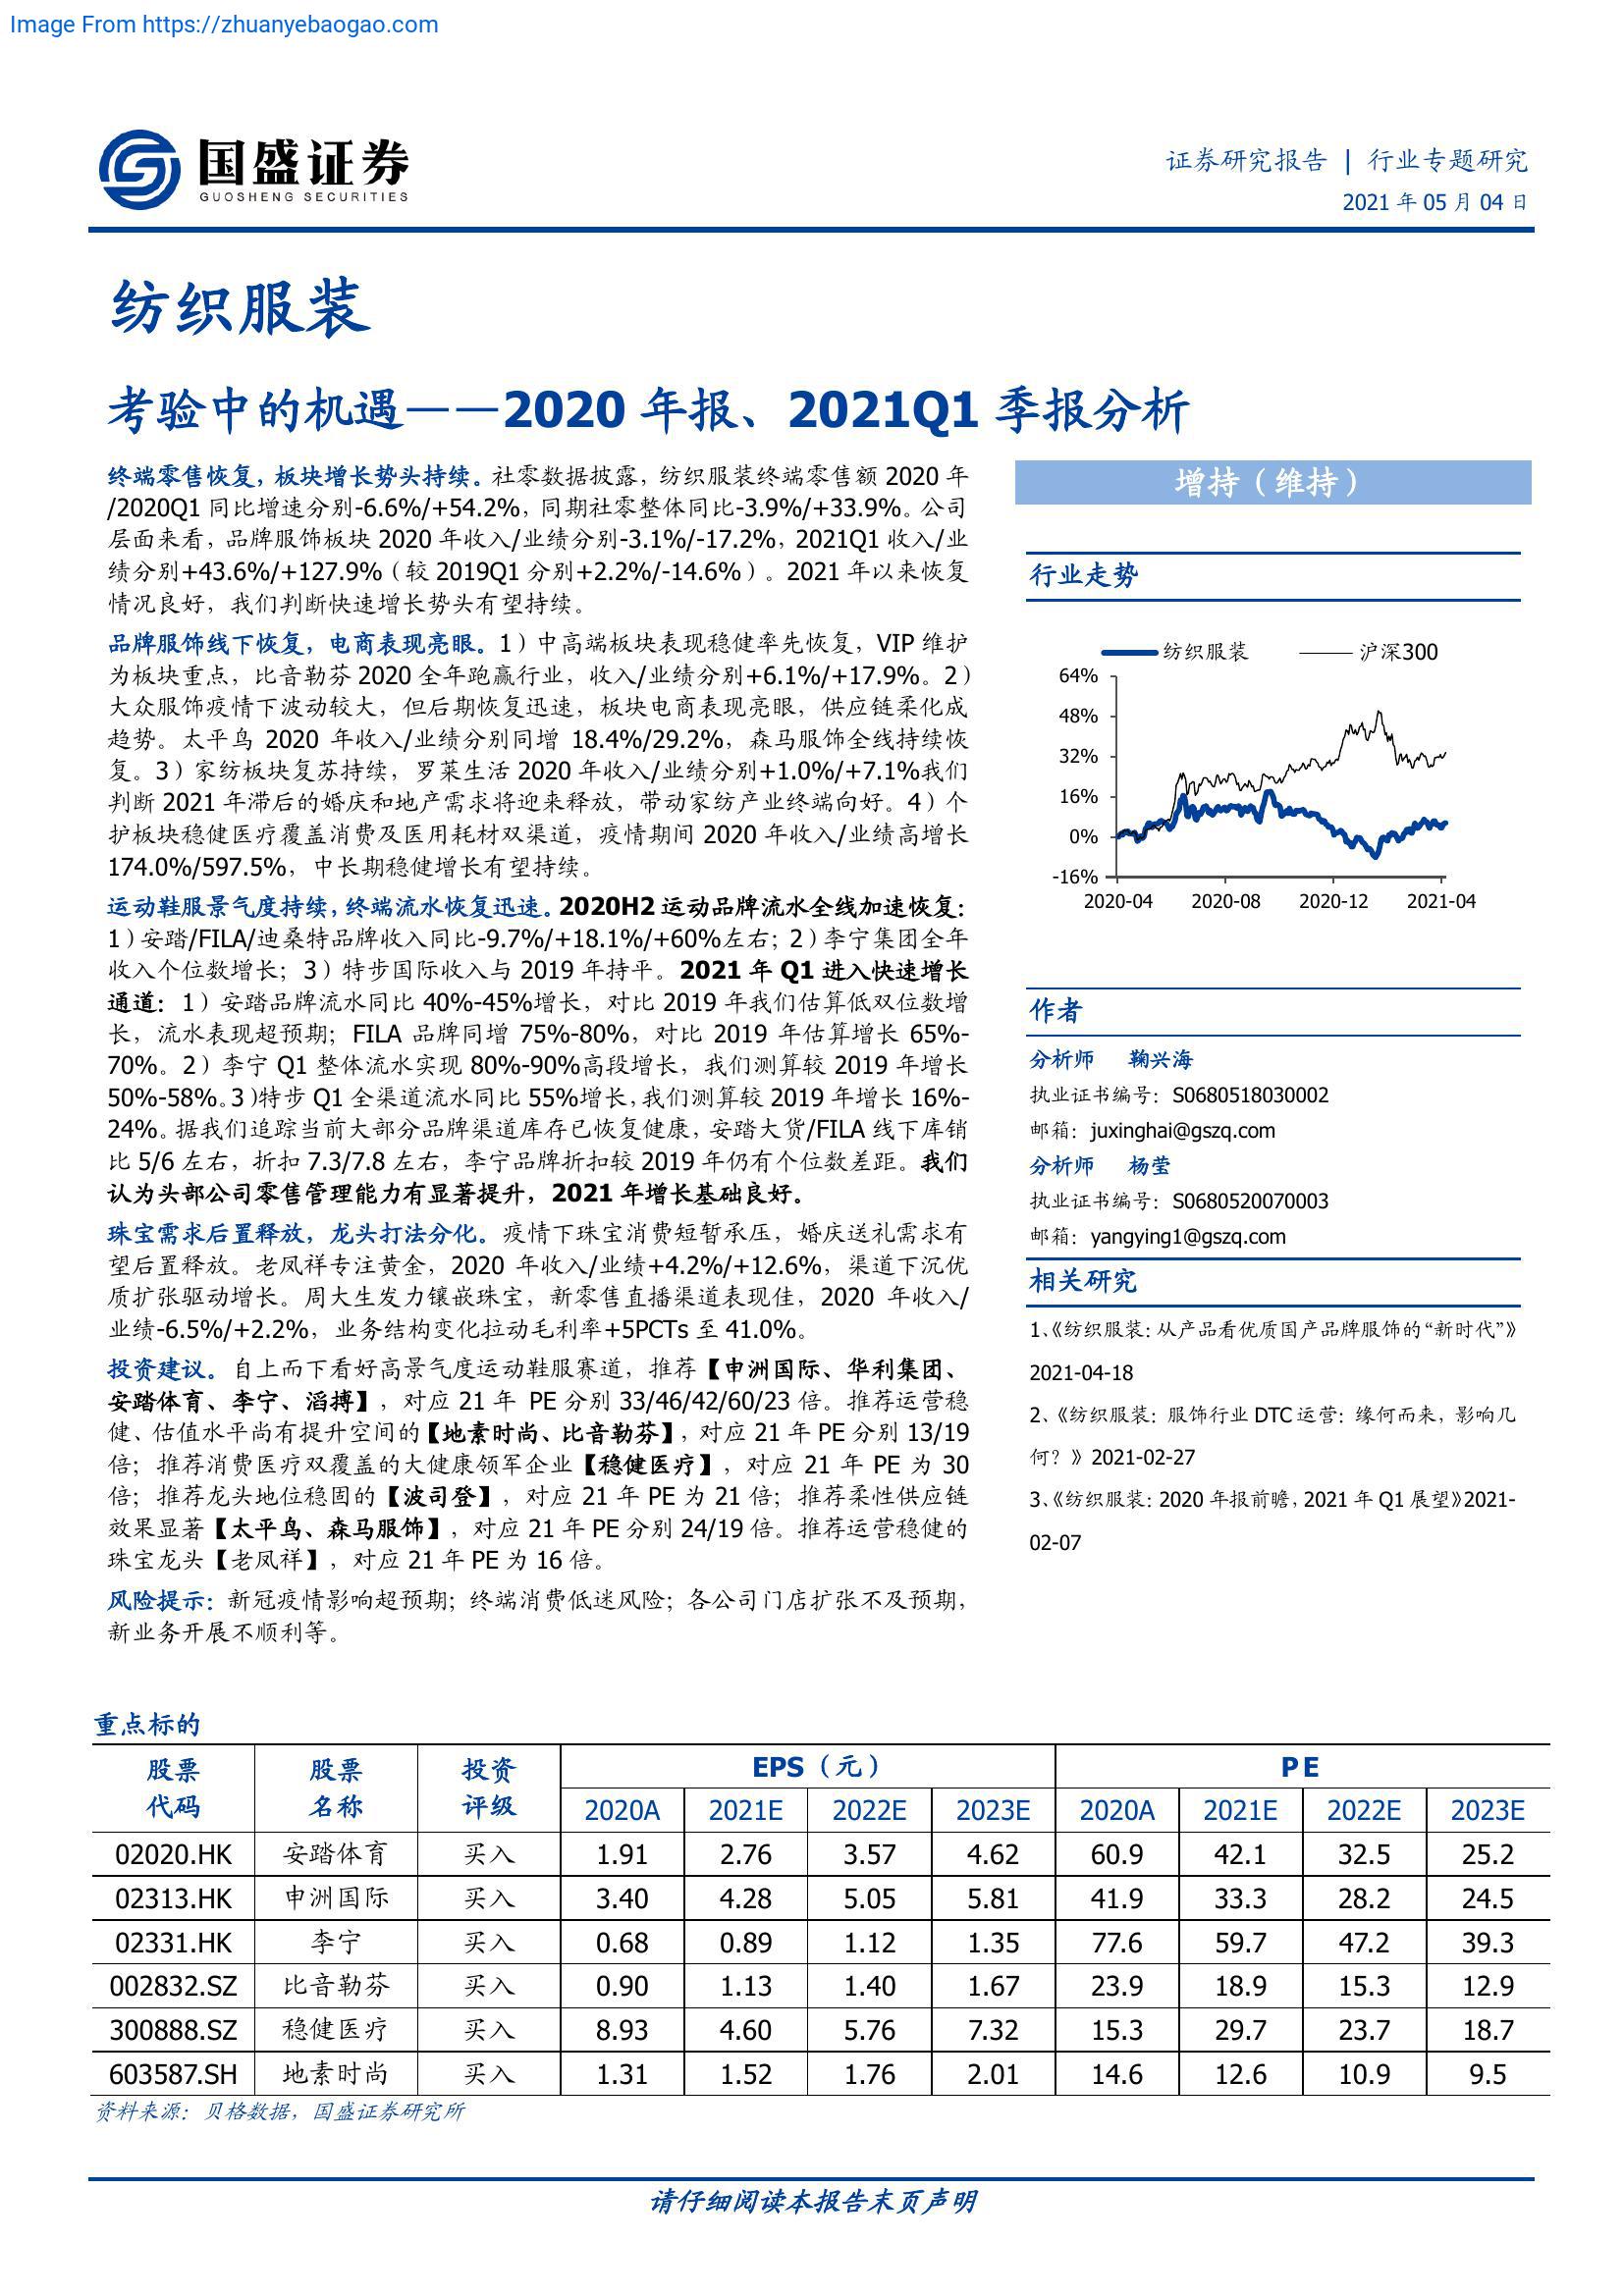 Image From https://zhuanyebaogao.com
国盛证券
GUOSHENG SECURITIES
证券研究报告 | 行业专题研究
2021 年 05 月 04 日
纺织服装
考验中的机遇——2020 年报、2021Q1 季报分析
终端零售恢复，板块增长势头持续。社零数据披露，纺织服装终端零售额 2020 年
/2020Q1 同比增速分别-6.6%/+54.2%，同期社零整体同比-3.9%/+33.9%。公司
层面来看，品牌服饰板块 2020 年收入/业绩分别-3.1%/-17.2%，2021Q1 收入/业
绩分别+43.6%/+127.9%（较 2019Q1 分别+2.2%/-14.6%）。2021 年以来恢复
情况良好，我们判断快速增长势头有望持续。
品牌服饰线下恢复，电商表现亮眼。1）中高端板块表现稳健率先恢复，VIP 维护
为板块重点，比音勒芬 2020 全年跑赢行业，收入/业绩分别+6.1%/+17.9%。2）
大众服饰疫情下波动较大，但后期恢复迅速，板块电商表现亮眼，供应链柔化成
趋势。太平鸟 2020 年收入/业绩分别同增 18.4%/29.2%，森马服饰全线持续恢
复。3）家纺板块复苏持续，罗莱生活 2020 年收入/业绩分别+1.0%/+7.1%我们
判断 2021 年滞后的婚庆和地产需求将迎来释放，带动家纺产业终端向好。4）个
护板块稳健医疗覆盖消费及医用耗材双渠道，疫情期间 2020 年收入/业绩高增长
174.0%/597.5%，中长期稳健增长有望持续。
运动鞋服景气度持续，终端流水恢复迅速。2020H2 运动品牌流水全线加速恢复：
1）安踏/FILA/迪桑特品牌收入同比-9.7%/+18.1%/+60%左右；2）李宁集团全年
收入个位数增长；3）特步国际收入与 2019 年持平。2021 年 Q1 进入快速增长
通道：1）安踏品牌流水同比 40%-45%增长，对比 2019 年我们估算低双位数增
长，流水表现超预期；FILA 品牌同增 75%-80%，对比 2019 年估算增长 65%-
70%。2）李宁 Q1 整体流水实现 80%-90%高段增长，我们测算较 2019 年增长
50%-58%。3）特步 Q1 全渠道流水同比 55%增长，我们测算较 2019 年增长 16%-
24%。据我们追踪当前大部分品牌渠道库存已恢复健康，安踏大货/FILA 线下库销
比 5/6 左右，折扣 7.3/7.8 左右，李宁品牌折扣较 2019 年仍有个位数差距。我们
认为头部公司零售管理能力有显著提升，2021 年增长基础良好。
珠宝需求后置释放，龙头打法分化。疫情下珠宝消费短暂承压，婚庆送礼需求有
望后置释放。老凤祥专注黄金，2020 年收入/业绩+4.2%/+12.6%，渠道下沉优
质扩张驱动增长。周大生发力镶嵌珠宝，新零售直播渠道表现佳，2020 年收入/
业绩-6.5%/+2.2%，业务结构变化拉动毛利率+5PCTs 至 41.0%。
投资建议。自上而下看好高景气度运动鞋服赛道，推荐【申洲国际、华利集团、
安踏体育、李宁、滔搏】，对应 21 年 PE 分别 33/46/42/60/23 倍。推荐运营稳
健、估值水平尚有提升空间的【地素时尚、比音勒芬】，对应 21 年 PE 分别 13/19
倍；推荐消费医疗双覆盖的大健康领军企业【稳健医疗】，对应 21 年 PE 为 30
倍；推荐龙头地位稳固的【波司登】，对应 21 年 PE 为 21 倍；推荐柔性供应链
效果显著【太平鸟、森马服饰】，对应 21 年 PE 分别 24/19 倍。推荐运营稳健的
珠宝龙头【老凤祥】，对应 21 年 PE 为 16 倍。
风险提示：新冠疫情影响超预期；终端消费低迷风险；各公司门店扩张不及预期，
新业务开展不顺利等。
增持（维持）
行业走势
纺织服装 沪深300
64%
48%
32%
16%
0%
-16%
2020-04 2020-08 2020-12 2021-04
作者
分析师 鞠兴海
执业证书编号：S0680518030002
邮箱：juxinghai@gszq.com
分析师 杨莹
执业证书编号：S0680520070003
邮箱：yangying1@gszq.com
相关研究
1、《纺织服装：从产品看优质国产品牌服饰的“新时代”》
2021-04-18
2、《纺织服装：服饰行业 DTC 运营：缘何而来，影响几
何？》2021-02-27
3、《纺织服装：2020 年报前瞻，2021 年 Q1 展望》2021-
02-07
重点标的
股票 股票 投资 EPS（元） PE
代码 名称 评级 2020A 2021E 2022E 2023E 2020A 2021E 2022E 2023E
02020.HK 安踏体育 买入 1.91 2.76 3.57 4.62 60.9 42.1 32.5 25.2
02313.HK 申洲国际 买入 3.40 4.28 5.05 5.81 41.9 33.3 28.2 24.5
02331.HK 李宁 买入 0.68 0.89 1.12 1.35 77.6 59.7 47.2 39.3
002832.SZ 比音勒芬 买入 0.90 1.13 1.40 1.67 23.9 18.9 15.3 12.9
300888.SZ 稳健医疗 买入 8.93 4.60 5.76 7.32 15.3 29.7 23.7 18.7
603587.SH 地素时尚 买入 1.31 1.52 1.76 2.01 14.6 12.6 10.9 9.5
资料来源：贝格数据，国盛证券研究所
请仔细阅读本报告末页声明